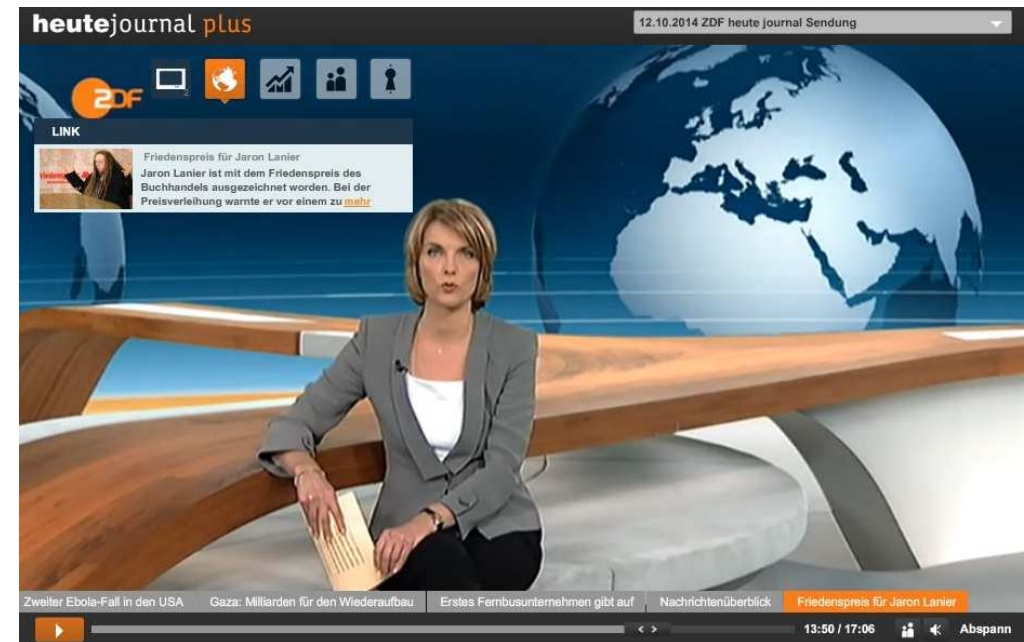 heutejournal plus
12.10.2014 ZDF heute journal Sendung
ZDF
LINK
Friedenspreis für Jaron Lanier
Jaron Lanier ist mit dem Friedenspreis des
Buchhandels ausgezeichnet worden. Bei der
Preisverleihung warnte er vor einem zu mehr
Zweiter Ebola-Fall in den USA
Gaza: Milliarden für den Wiederaufbau
Erstes Fernbusunternehmen gibt auf
Nachrichtenüberblick
Friedenspreis für Jaron Lanier
13:50 / 17:06
Abspann